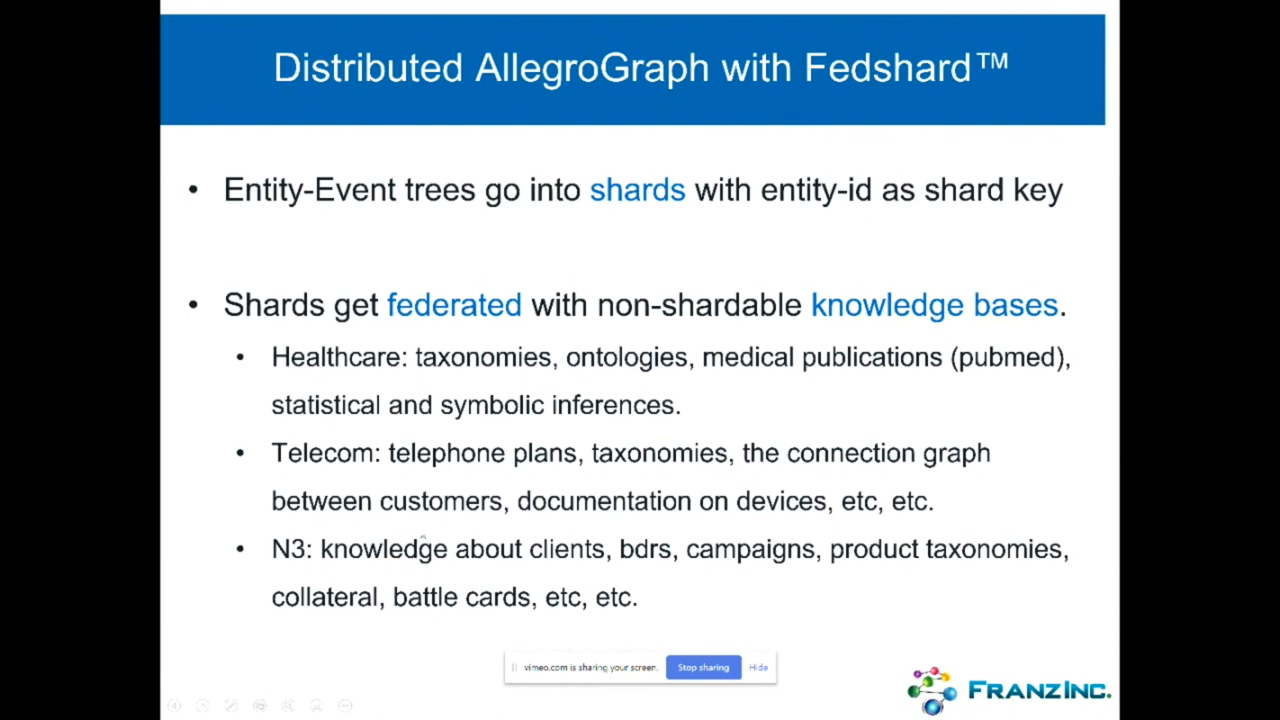 Distributed AllegroGraph with Fedshard™
• Entity-Event trees go into shards with entity-id as shard key
• Shards get federated with non-shardable knowledge bases.
• Healthcare: taxonomies, ontologies, medical publications (pubmed),
statistical and symbolic inferences.
• Telecom: telephone plans, taxonomies, the connection graph
between customers, documentation on devices, etc, etc.
• N3: knowledge about clients, bdrs, campaigns, product taxonomies,
collateral, battle cards, etc, etc.
vimeo.com is sharing your screen. Stop sharing Hide
FRANZ INC.